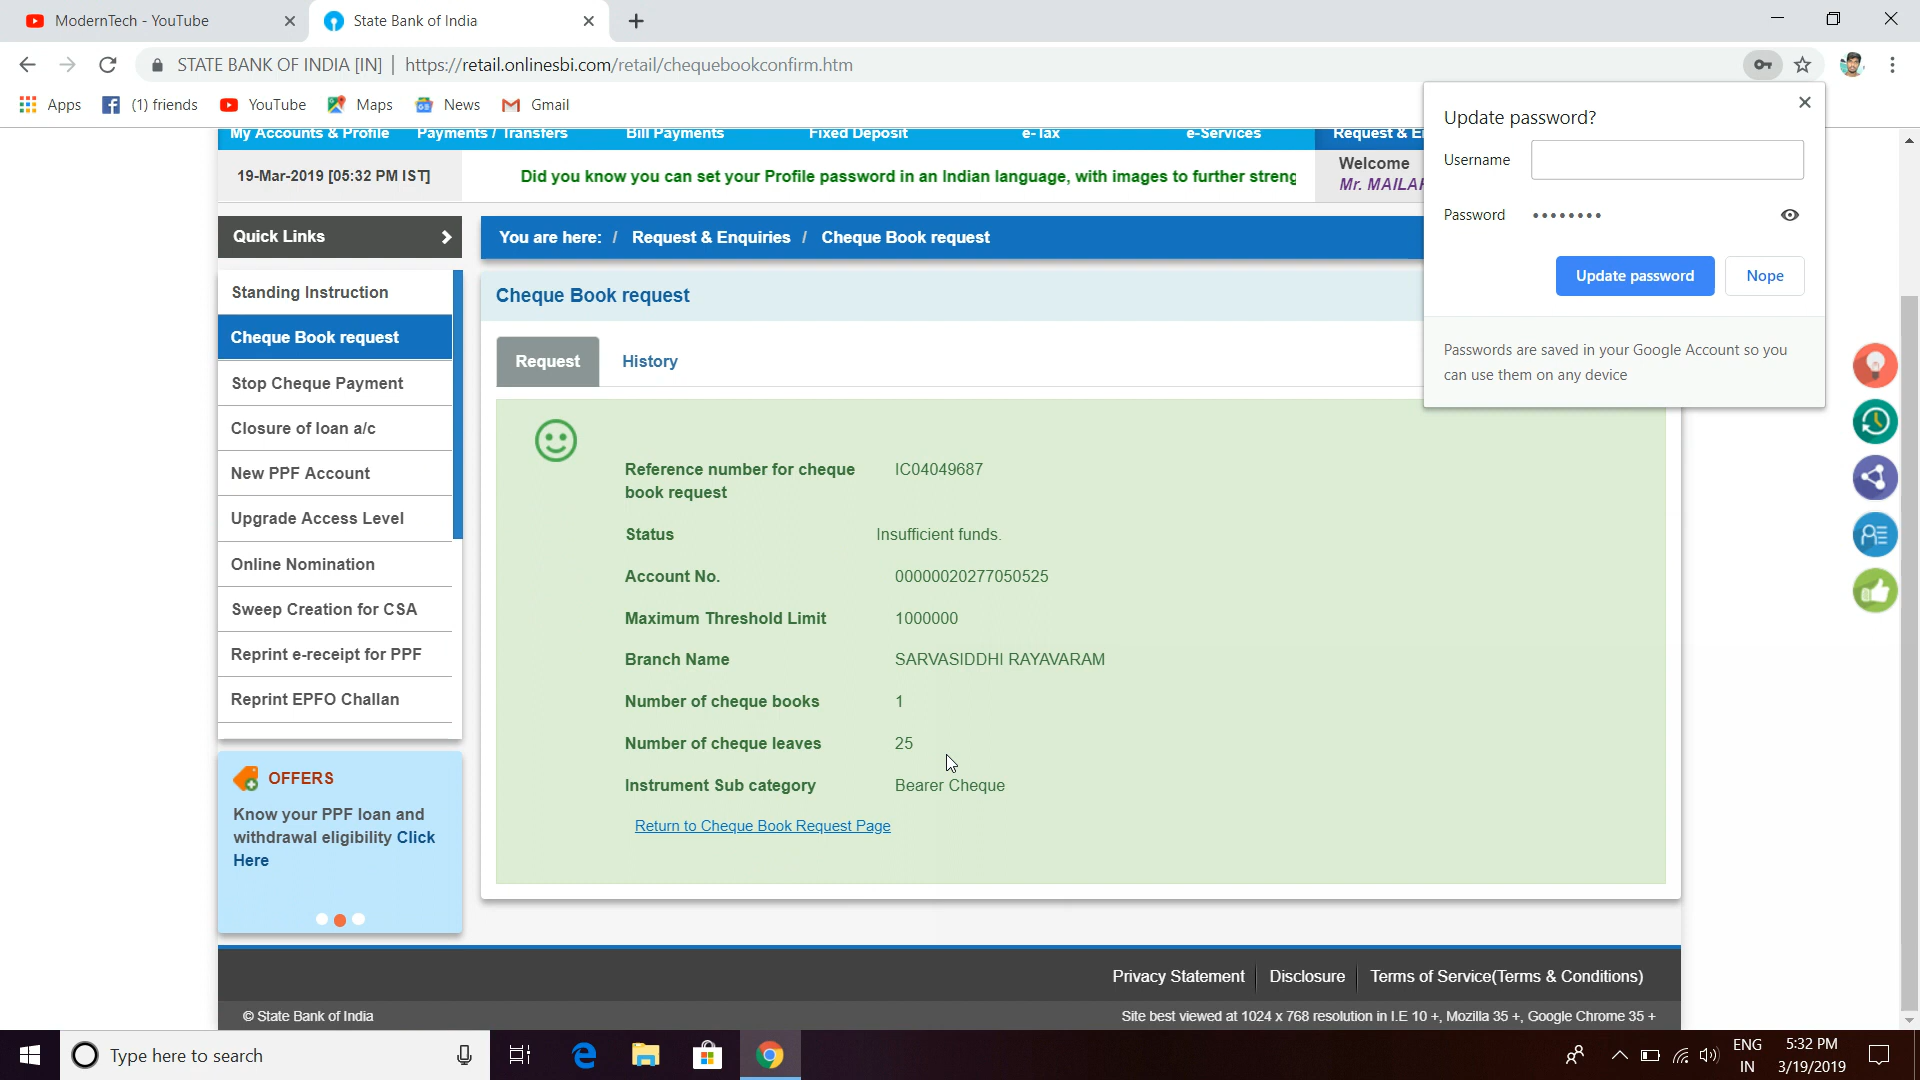 ModernTech - YouTube
State Bank of India
STATE BANK OF INDIA [IN] | https://retail.onlinesbi.com/retail/chequebookconfirm.htm
Apps (1) friends YouTube Maps News Gmail
My Accounts & Profile Payments / Transfers Bill Payments Fixed Deposit e-Tax e-Services Request &
19-Mar-2019 [05:32 PM IST]
Did you know you can set your Profile password in an Indian language, with images to further streng
Welcome
Mr.
Update password?
Username
Password ••••••••
Update password Nope
Passwords are saved in your Google Account so you
can use them on any device
Quick Links
Standing Instruction
Cheque Book request
Stop Cheque Payment
Closure of loan a/c
New PPF Account
Upgrade Access Level
Online Nomination
Sweep Creation for CSA
Reprint e-receipt for PPF
Reprint EPFO Challan
OFFERS
Know your PPF loan and
withdrawal eligibility Click
Here
You are here: / Request & Enquiries / Cheque Book request
Cheque Book request
Request History
Reference number for cheque IC04049687
book request
Status Insufficient funds.
Account No. 00000020277050525
Maximum Threshold Limit 1000000
Branch Name SARVASIDDHI RAYAVARAM
Number of cheque books 1
Number of cheque leaves 25
Instrument Sub category Bearer Cheque
Return to Cheque Book Request Page
Privacy Statement | Disclosure | Terms of Service(Terms & Conditions)
© State Bank of India
Site best viewed at 1024 x 768 resolution in I.E 10 +, Mozilla 35 +, Google Chrome 35 +
Type here to search
ENG
IN
5:32 PM
3/19/2019